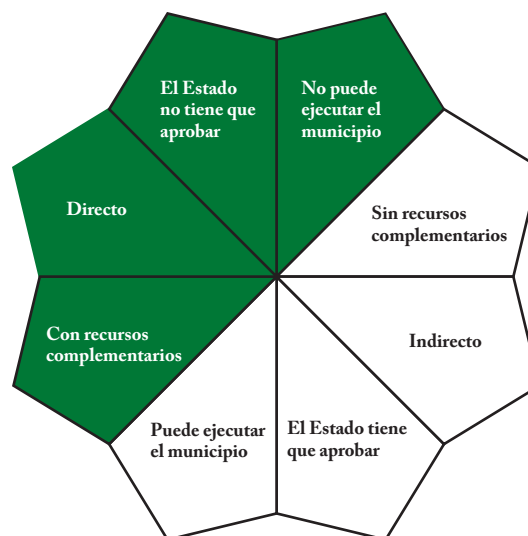 El Estado
no tiene que
aprobar
No puede
ejecutar el
municipio
Directo
Sin recursos
complementarios
Con recursos
complementarios
Indirecto
Puede ejecutar
el municipio
El Estado tiene
que aprobar